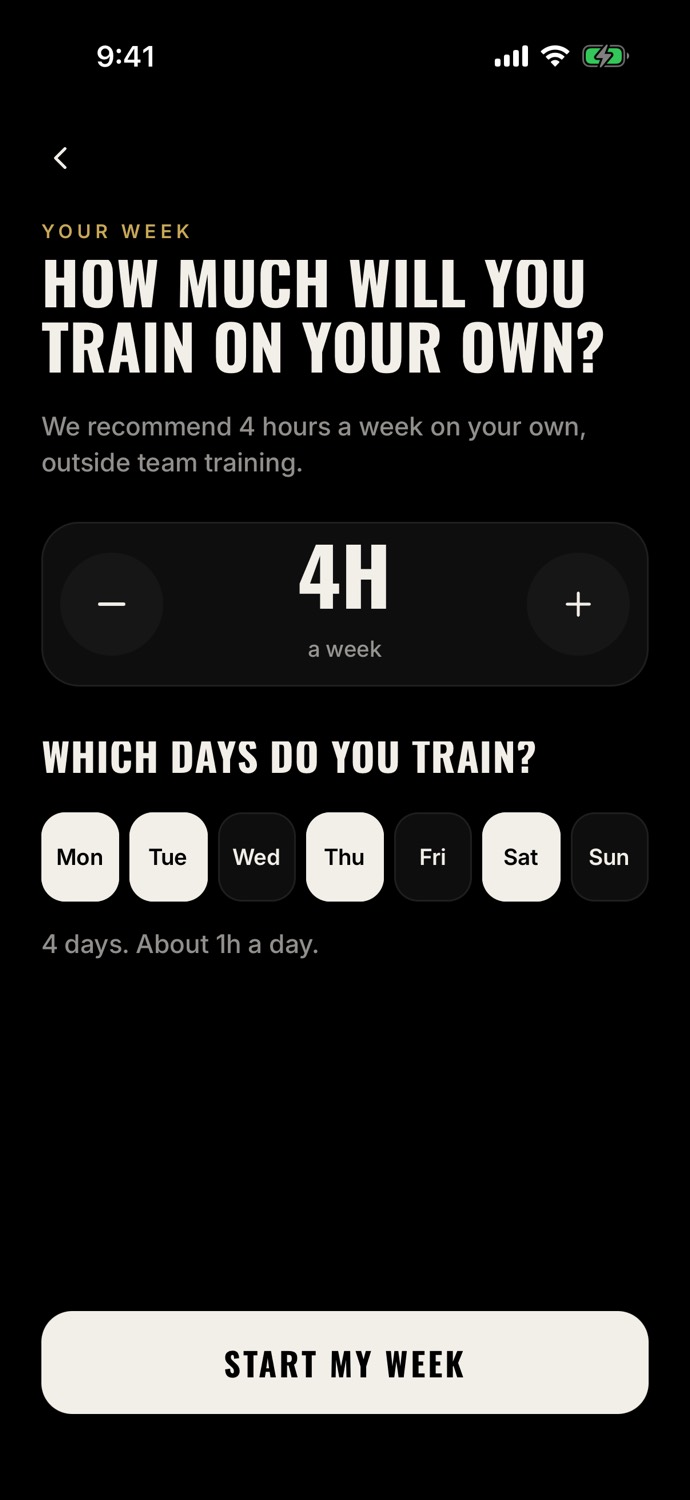 9:41
YOUR WEEK
HOW MUCH WILL YOU
TRAIN ON YOUR OWN?
We recommend 4 hours a week on your own,
outside team training.
4H
a week
WHICH DAYS DO YOU TRAIN?
Mon Tue Wed Thu Fri Sat Sun
4 days. About 1h a day.
START MY WEEK